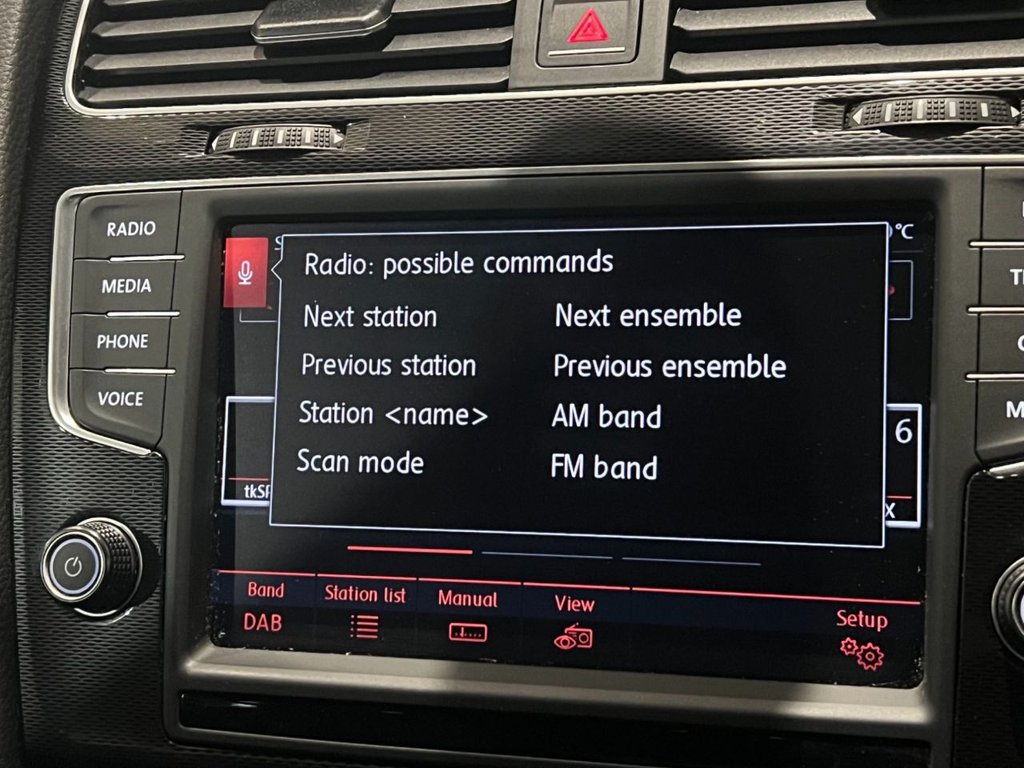 RADIO
MEDIA
PHONE
VOICE
°C
Radio: possible commands
Next station
Next ensemble
Previous station
Previous ensemble
Station <name>
AM band
Scan mode
FM band
6
Band
DAB
Station list
Manual
View
Setup